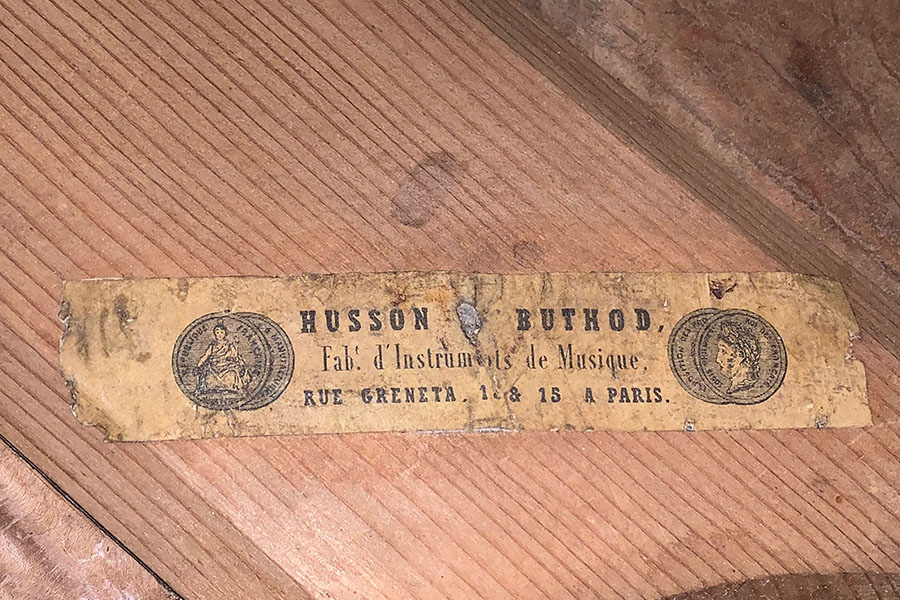 HUSSON BUTHOD,
Fabt. d'Instruments de Musique,
RUE GRENETA, & 15 A PARIS.